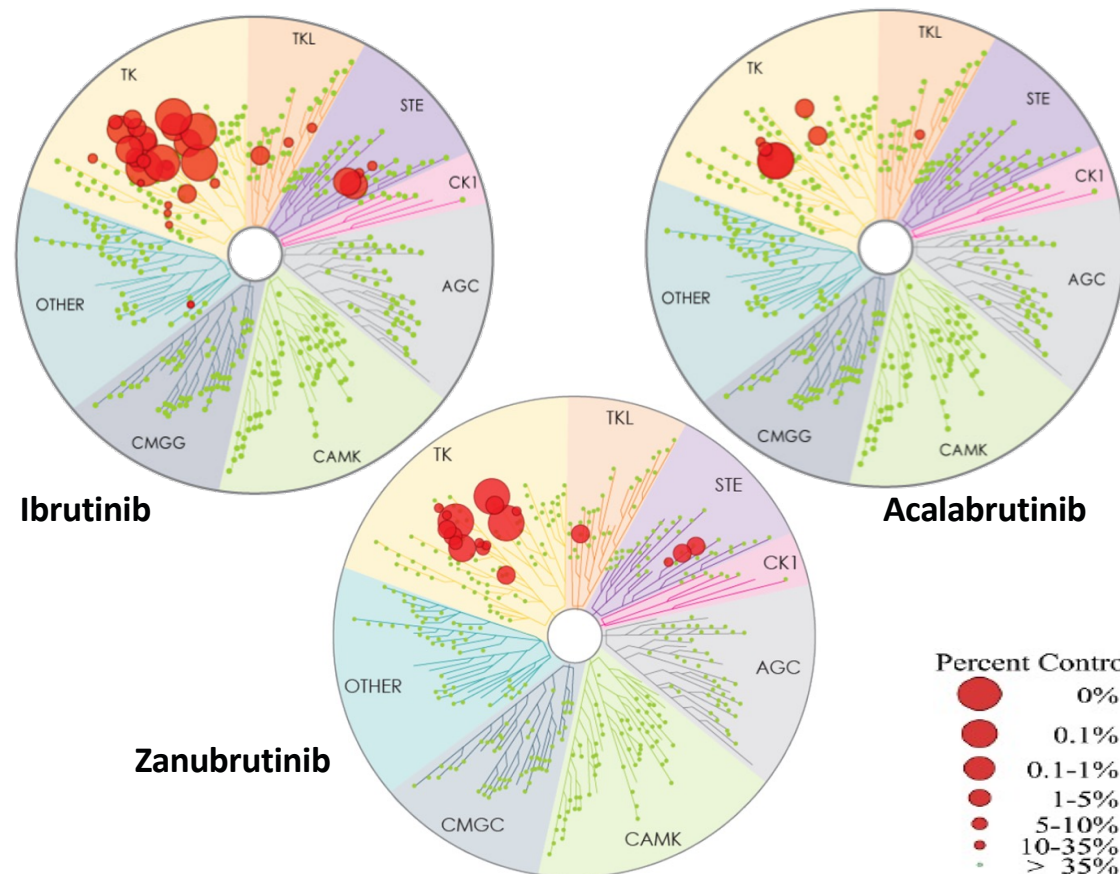 TK
TKL
STE
CK1
AGC
CAMK
CMGG
OTHER
Ibrutinib
TK
TKL
STE
CK1
AGC
CAMK
CMGG
OTHER
Acalabrutinib
TK
TKL
STE
CK1
AGC
CAMK
CMGC
OTHER
Zanubrutinib
Percent Contro
0%
0.1%
0.1-1%
1-5%
5-10%
10-35%
> 35%